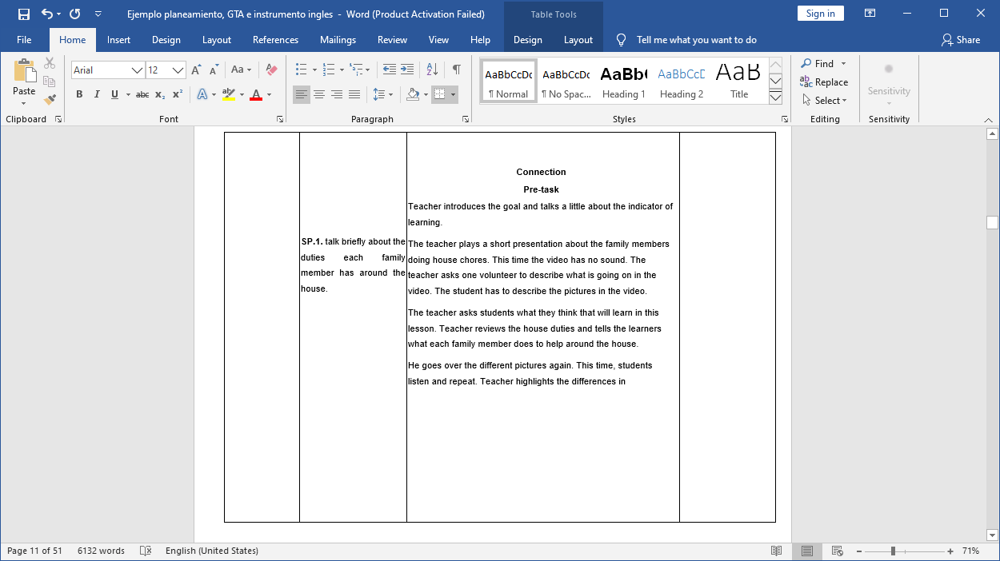 Ejemplo planeamiento, GTA e instrumento ingles - Word (Product Activation Failed)
Table Tools
Sign in
File
Home
Insert
Design
Layout
References
Mailings
Review
View
Help
Design
Layout
Tell me what you want to do
Share
Paste
Clipboard
Arial
12
Aa
B I U abc x₂ x²
A
ab
A
Font
Paragraph
AaBbCcDc
¶ Normal
AaBbCcDc
¶ No Spac...
AaBb(
Heading 1
AaBbCcD
Heading 2
AaB
Title
Styles
Find
Replace
Select
Editing
Sensitivity
Sensitivity
SP.1. talk briefly about the
duties each family
member has around the
house.
Connection
Pre-task
Teacher introduces the goal and talks a little about the indicator of
learning.
The teacher plays a short presentation about the family members
doing house chores. This time the video has no sound. The
teacher asks one volunteer to describe what is going on in the
video. The student has to describe the pictures in the video.
The teacher asks students what they think that will learn in this
lesson. Teacher reviews the house duties and tells the learners
what each family member does to help around the house.
He goes over the different pictures again. This time, students
listen and repeat. Teacher highlights the differences in
Page 11 of 51
6132 words
English (United States)
71%